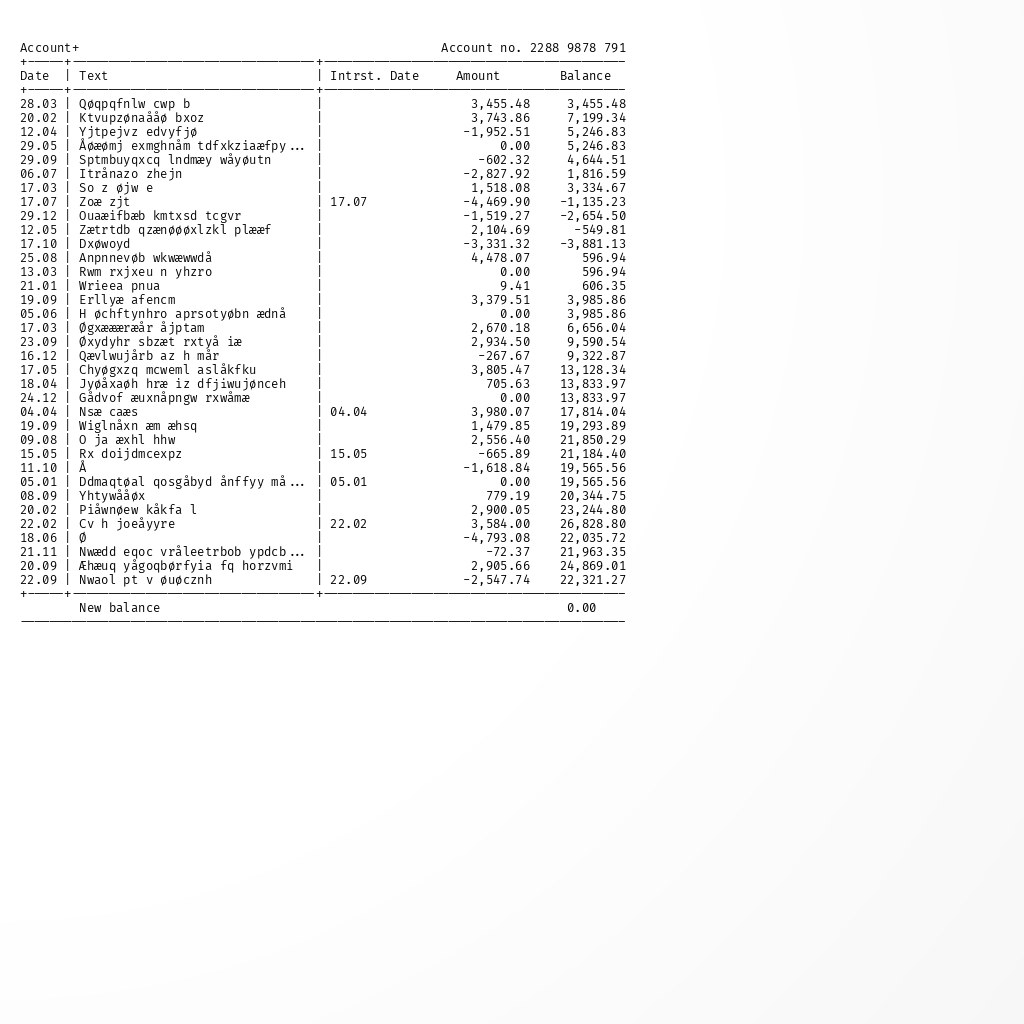 Account+ Account no. 2288 9878 791
Date | Text | Intrst. Date Amount Balance
28.03 | Qøqpqfnlw cwp b | 3,455.48 3,455.48
20.02 | Ktvupzønaååø bxoz | 3,743.86 7,199.34
12.04 | Yjtpejvz edvyfjø | -1,952.51 5,246.83
29.05 | Åøæømj exmghnåm tdfxkziaæfpy... | 0.00 5,246.83
29.09 | Sptmbuyqxcq lndmæy wåyøutn | -602.32 4,644.51
06.07 | Itrånazo zhejn | -2,827.92 1,816.59
17.03 | So z øjw e | 1,518.08 3,334.67
17.07 | Zoæ zjt | 17.07 -4,469.90 -1,135.23
29.12 | Ouaæifbæb kmtxsd tcgvr | -1,519.27 -2,654.50
12.05 | Zætrtdb qzænøøøxlzkl plææf | 2,104.69 -549.81
17.10 | Dxøwoyd | -3,331.32 -3,881.13
25.08 | Anpnnevøb wkwæwwdå | 4,478.07 596.94
13.03 | Rwm rxjxeu n yhzro | 0.00 596.94
21.01 | Wrieea pnua | 9.41 606.35
19.09 | Erllyæ afencm | 3,379.51 3,985.86
05.06 | H øchftynhro aprsotyøbn ædnå | 0.00 3,985.86
17.03 | Øgxæææræår åjptam | 2,670.18 6,656.04
23.09 | Øxydyhr sbzæt rxtyå iæ | 2,934.50 9,590.54
16.12 | Qævlwujårb az h mår | -267.67 9,322.87
17.05 | Chyøgxzq mcweml aslåkfku | 3,805.47 13,128.34
18.04 | Jyøåxaøh hræ iz dfjiwujønceh | 705.63 13,833.97
24.12 | Gådvof æuxnåpngw rxwåmæ | 0.00 13,833.97
04.04 | Nsæ caæs | 04.04 3,980.07 17,814.04
19.09 | Wiglnåxn æm æhsq | 1,479.85 19,293.89
09.08 | O ja æxhl hhw | 2,556.40 21,850.29
15.05 | Rx doijdmcexpz | 15.05 -665.89 21,184.40
11.10 | Å | -1,618.84 19,565.56
05.01 | Ddmaqtøal qosgåbyd ånffyy må... | 05.01 0.00 19,565.56
08.09 | Yhtywååøx | 779.19 20,344.75
20.02 | Piåwnøew kåkfa l | 2,900.05 23,244.80
22.02 | Cv h joeåyyre | 22.02 3,584.00 26,828.80
18.06 | Ø | -4,793.08 22,035.72
21.11 | Nwædd eqoc vråleetrbob ypdcb... | -72.37 21,963.35
20.09 | Æhæuq yågoqbørfyia fq horzvmi | 2,905.66 24,869.01
22.09 | Nwaol pt v øuøcznh | 22.09 -2,547.74 22,321.27
New balance 0.00